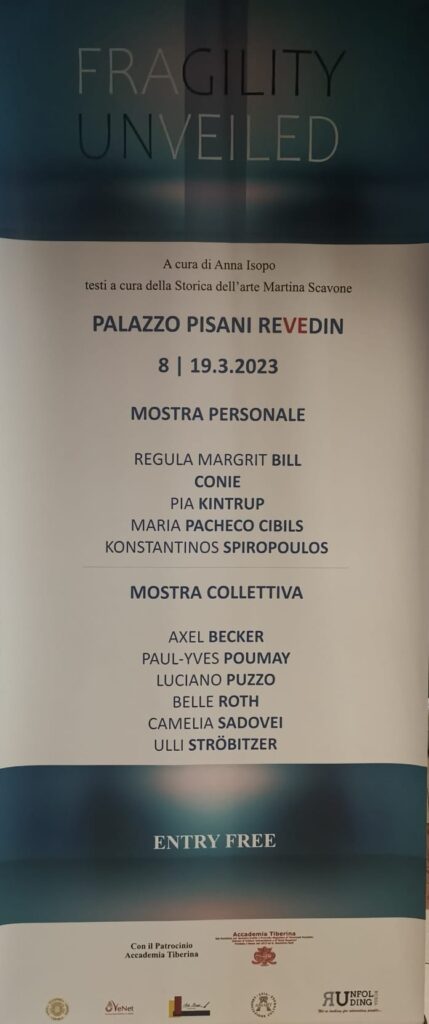 FRAGILITY
UNVEILED
A cura di Anna Isopo
testi a cura della Storica dell'arte Martina Scavone
PALAZZO PISANI REVEDIN
8 | 19.3.2023
MOSTRA PERSONALE
REGULA MARGRIT BILL
CONIE
PIA KINTRUP
MARIA PACHECO CIBILS
KONSTANTINOS SPIROPOULOS
MOSTRA COLLETTIVA
AXEL BECKER
PAUL-YVES POUMAY
LUCIANO PUZZO
BELLE ROTH
CAMELIA SADOVEI
ULLI STRÖBITZER
ENTRY FREE
Con il Patrocinio
Accademia Tiberina
Accademia Tiberina
YeNet
UNFOL
DING